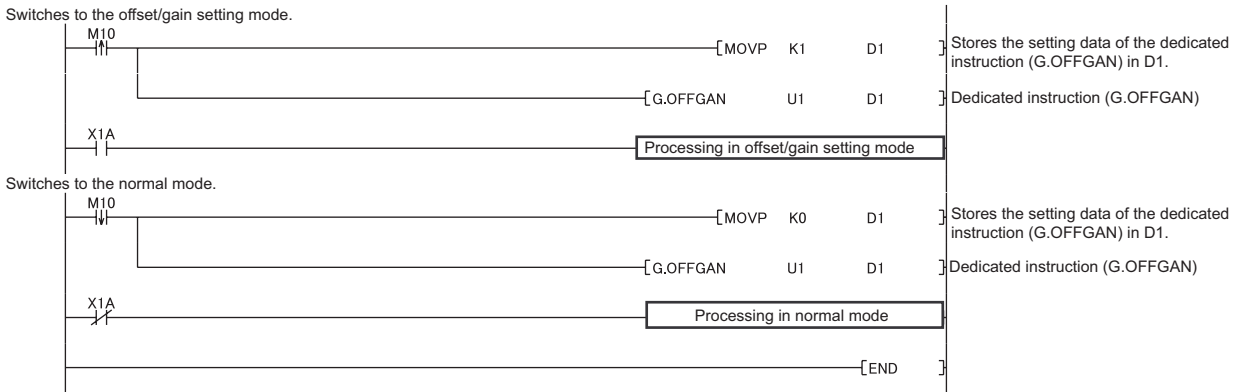 Switches to the offset/gain setting mode.
M10
MOVP K1 D1
Stores the setting data of the dedicated
instruction (G.OFFGAN) in D1.
G.OFFGAN U1 D1
Dedicated instruction (G.OFFGAN)
X1A
Processing in offset/gain setting mode
Switches to the normal mode.
M10
MOVP K0 D1
Stores the setting data of the dedicated
instruction (G.OFFGAN) in D1.
G.OFFGAN U1 D1
Dedicated instruction (G.OFFGAN)
X1A
Processing in normal mode
END